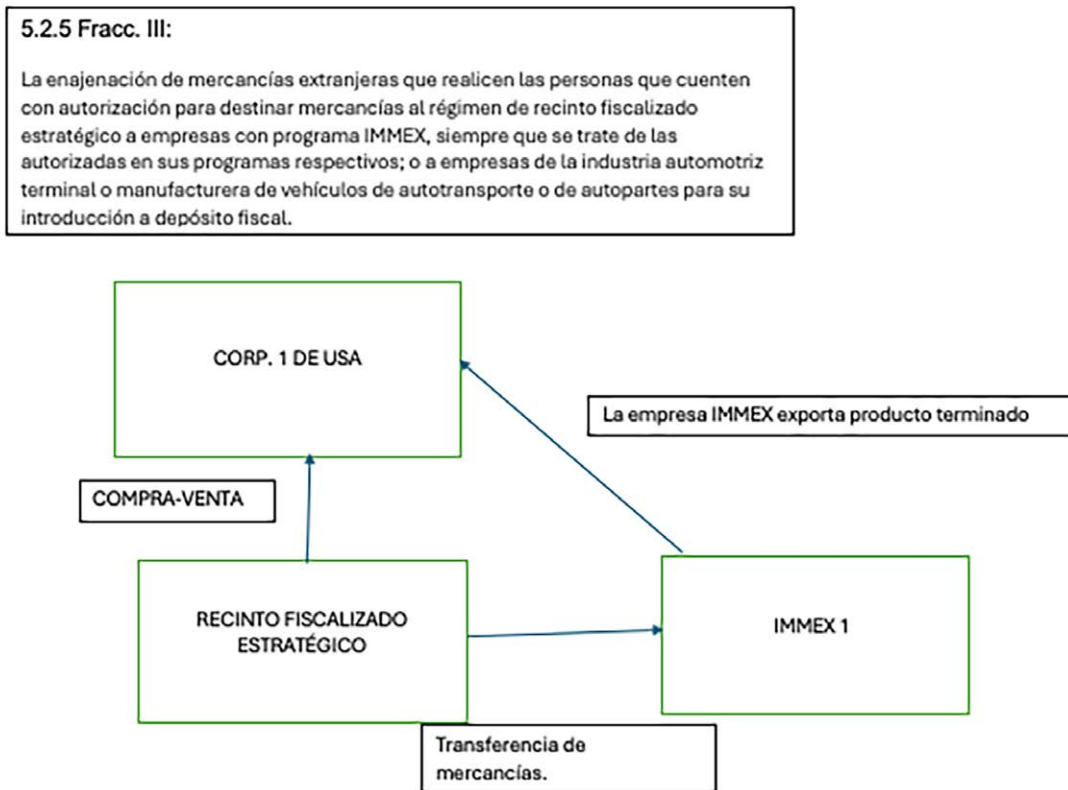 5.2.5 Fracc. III:
La enajenación de mercancías extranjeras que realicen las personas que cuenten
con autorización para destinar mercancías al régimen de recinto fiscalizado
estratégico a empresas con programa IMMEX, siempre que se trate de las
autorizadas en sus programas respectivos; o a empresas de la industria automotriz
terminal o manufacturera de vehículos de autotransporte o de autopartes para su
introducción a depósito fiscal.
CORP. 1 DE USA
La empresa IMMEX exporta producto terminado
COMPRA-VENTA
RECINTO FISCALIZADO
ESTRATÉGICO
IMMEX 1
Transferencia de
mercancías.